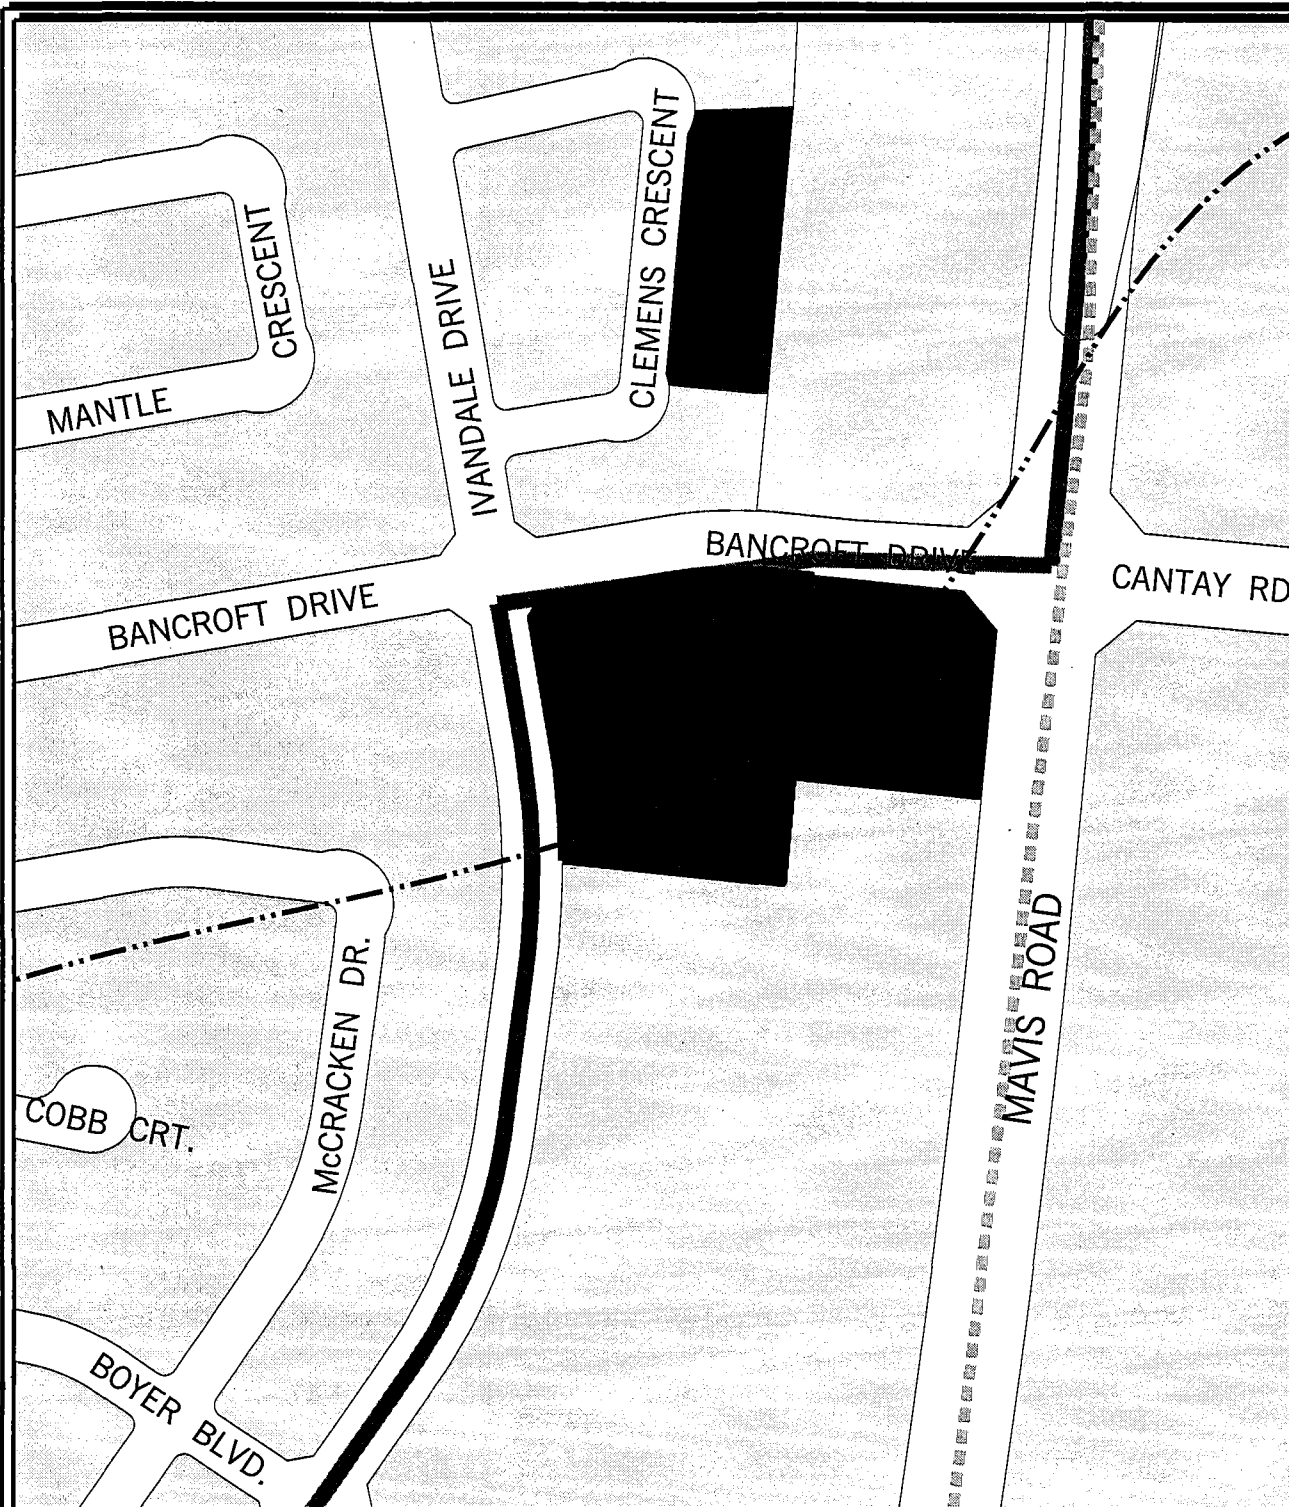 CLEMENS CRESCENT
CRESCENT
MANTLE
IVANDALE DRIVE
BANCROFT DRIVE
CANTAY RD
BANCROFT DRIVE
MAVIS ROAD
McCRACKEN DR.
COBB CRT.
BOYER BLVD.